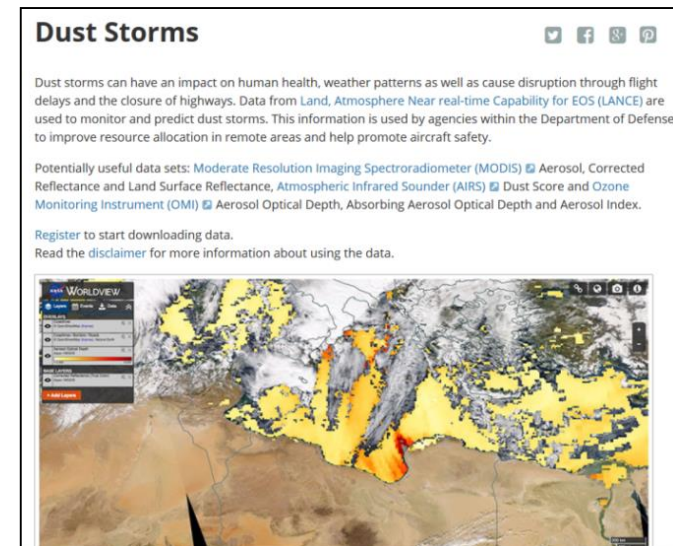 Dust Storms
Dust storms can have an impact on human health, weather patterns as well as cause disruption through flight
delays and the closure of highways. Data from Land, Atmosphere Near real-time Capability for EOS (LANCE) are
used to monitor and predict dust storms. This information is used by agencies within the Department of Defense
to improve resource allocation in remote areas and help promote aircraft safety.
Potentially useful data sets: Moderate Resolution Imaging Spectroradiometer (MODIS) Aerosol, Corrected
Reflectance and Land Surface Reflectance, Atmospheric Infrared Sounder (AIRS) Dust Score and Ozone
Monitoring Instrument (OMI) Aerosol Optical Depth, Absorbing Aerosol Optical Depth and Aerosol Index.
Register to start downloading data.
Read the disclaimer for more information about using the data.
WORLDVIEW
Layers Events Data
OVERLAYS
BASE LAYERS
+ Add Layers